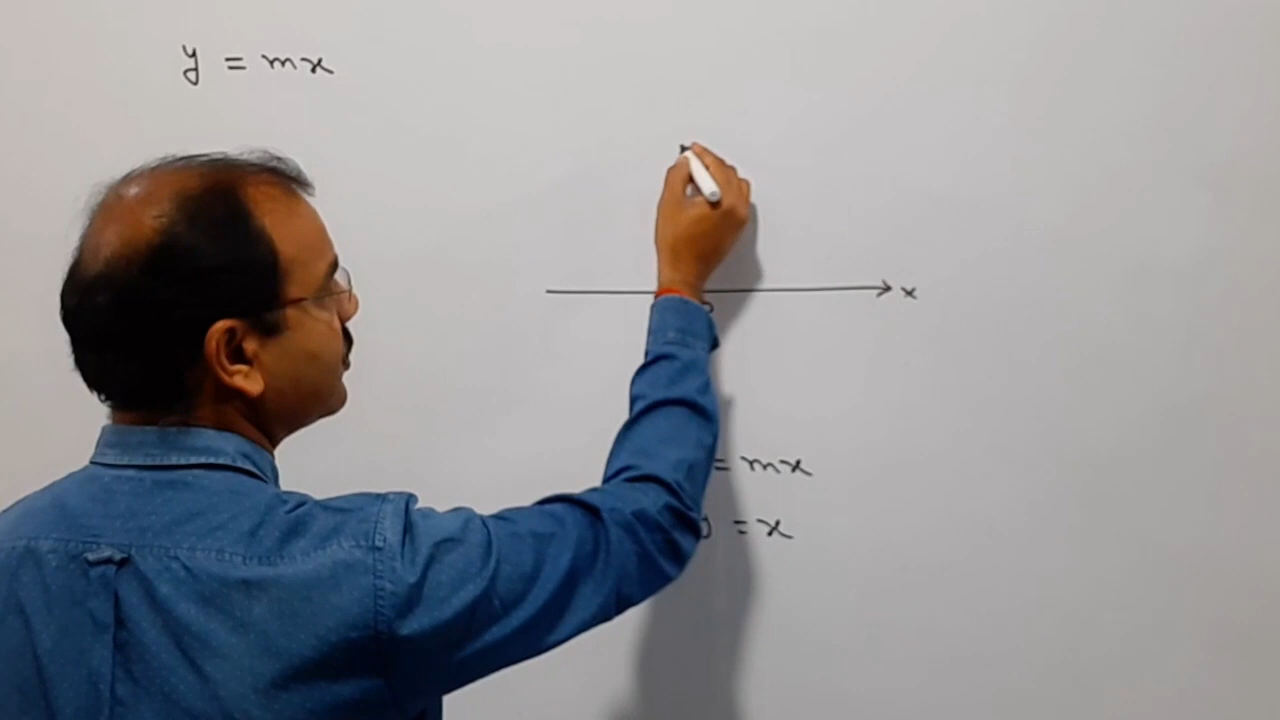 y = mx
x
= mx
y = x